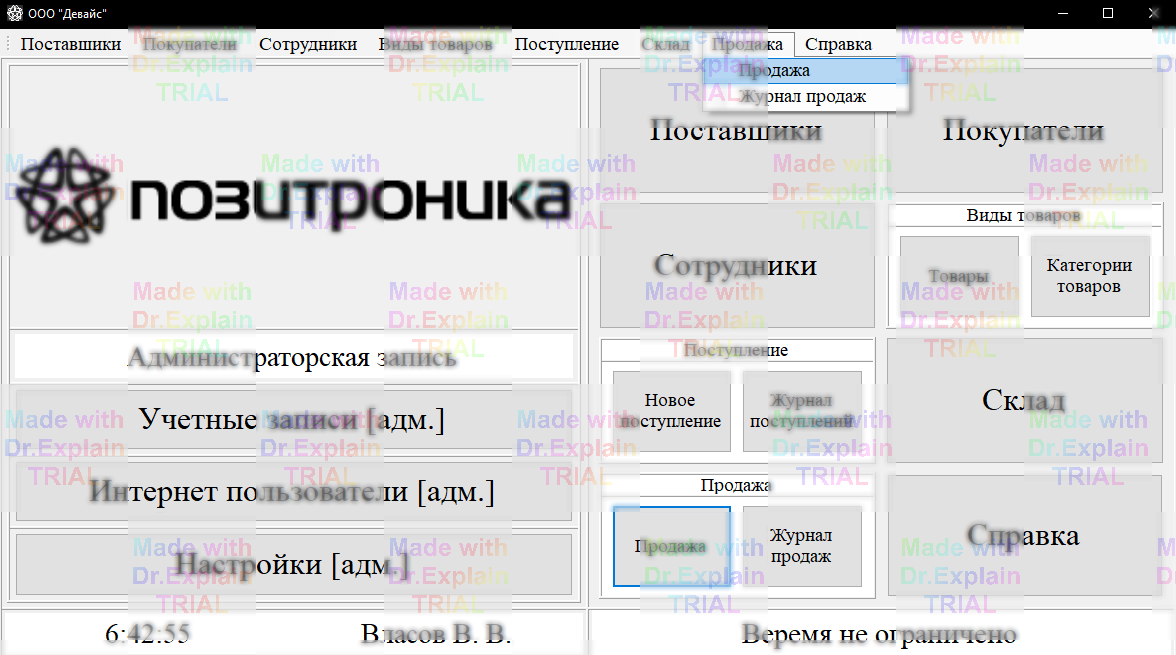 ООО "Девайс"
Поставщики Покупатели Сотрудники Виды товаров Поступление Склад Продажа Справка
Продажа
Журнал продаж
позитроника
Администраторская запись
Учетные записи [адм.]
Интернет пользователи [адм.]
Настройки [адм.]
6:42:55 Власов В. В.
Поставщики
Покупатели
Сотрудники
Виды товаров
Товары
Категории
товаров
Поступление
Новое
поступление
Журнал
поступлений
Склад
Продажа
Продажа
Журнал
продаж
Справка
Веремя не ограничено
Made with
Dr.Explain
TRIAL